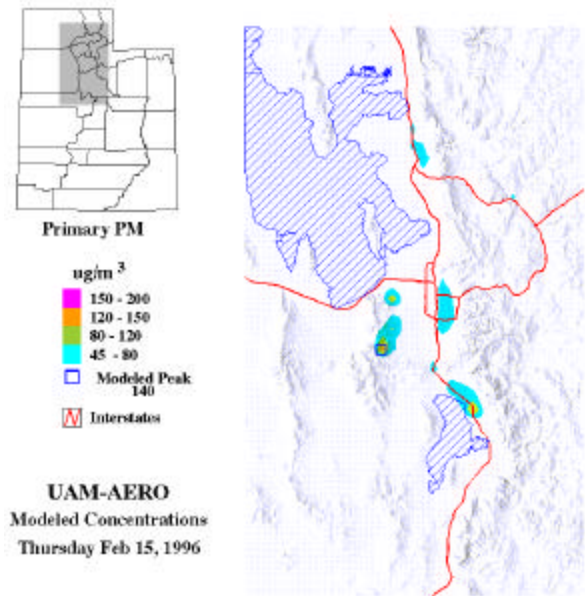 Primary PM
ug/m 3
150 - 200
120 - 150
80 - 120
45 - 80
Modeled Peak
140
Interstates
UAM-AERO
Modeled Concentrations
Thursday Feb 15, 1996